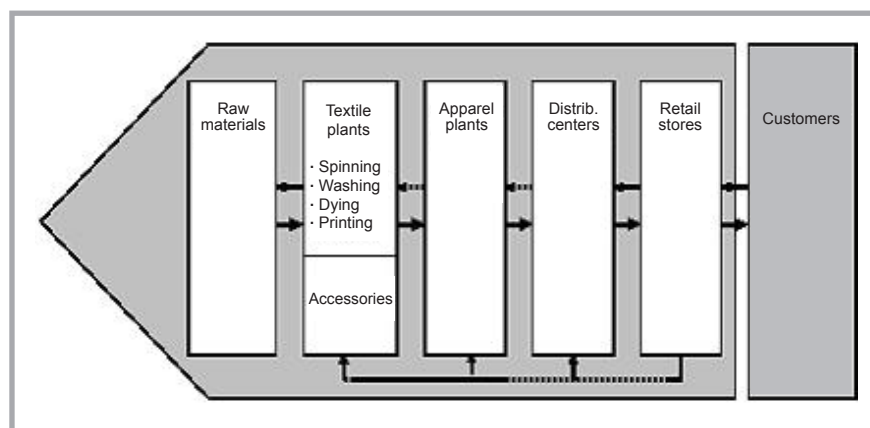 Raw
materials
Textile
plants
· Spinning
· Washing
· Dying
· Printing
Accessories
Apparel
plants
Distrib.
centers
Retail
stores
Customers